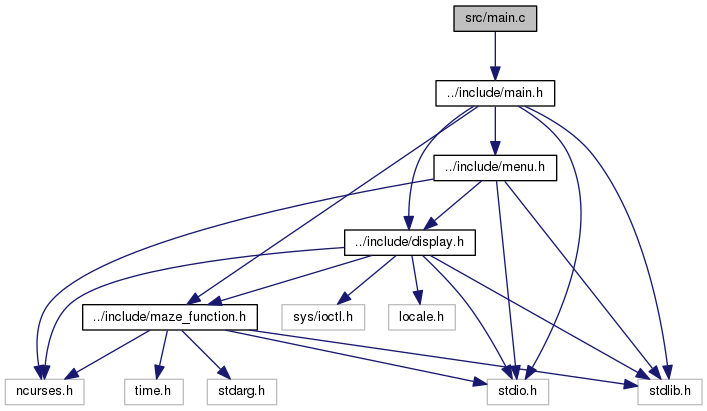 src/main.c
../include/main.h
../include/menu.h
../include/display.h
../include/maze_function.h
sys/ioctl.h
locale.h
ncurses.h
time.h
stdarg.h
stdio.h
stdlib.h